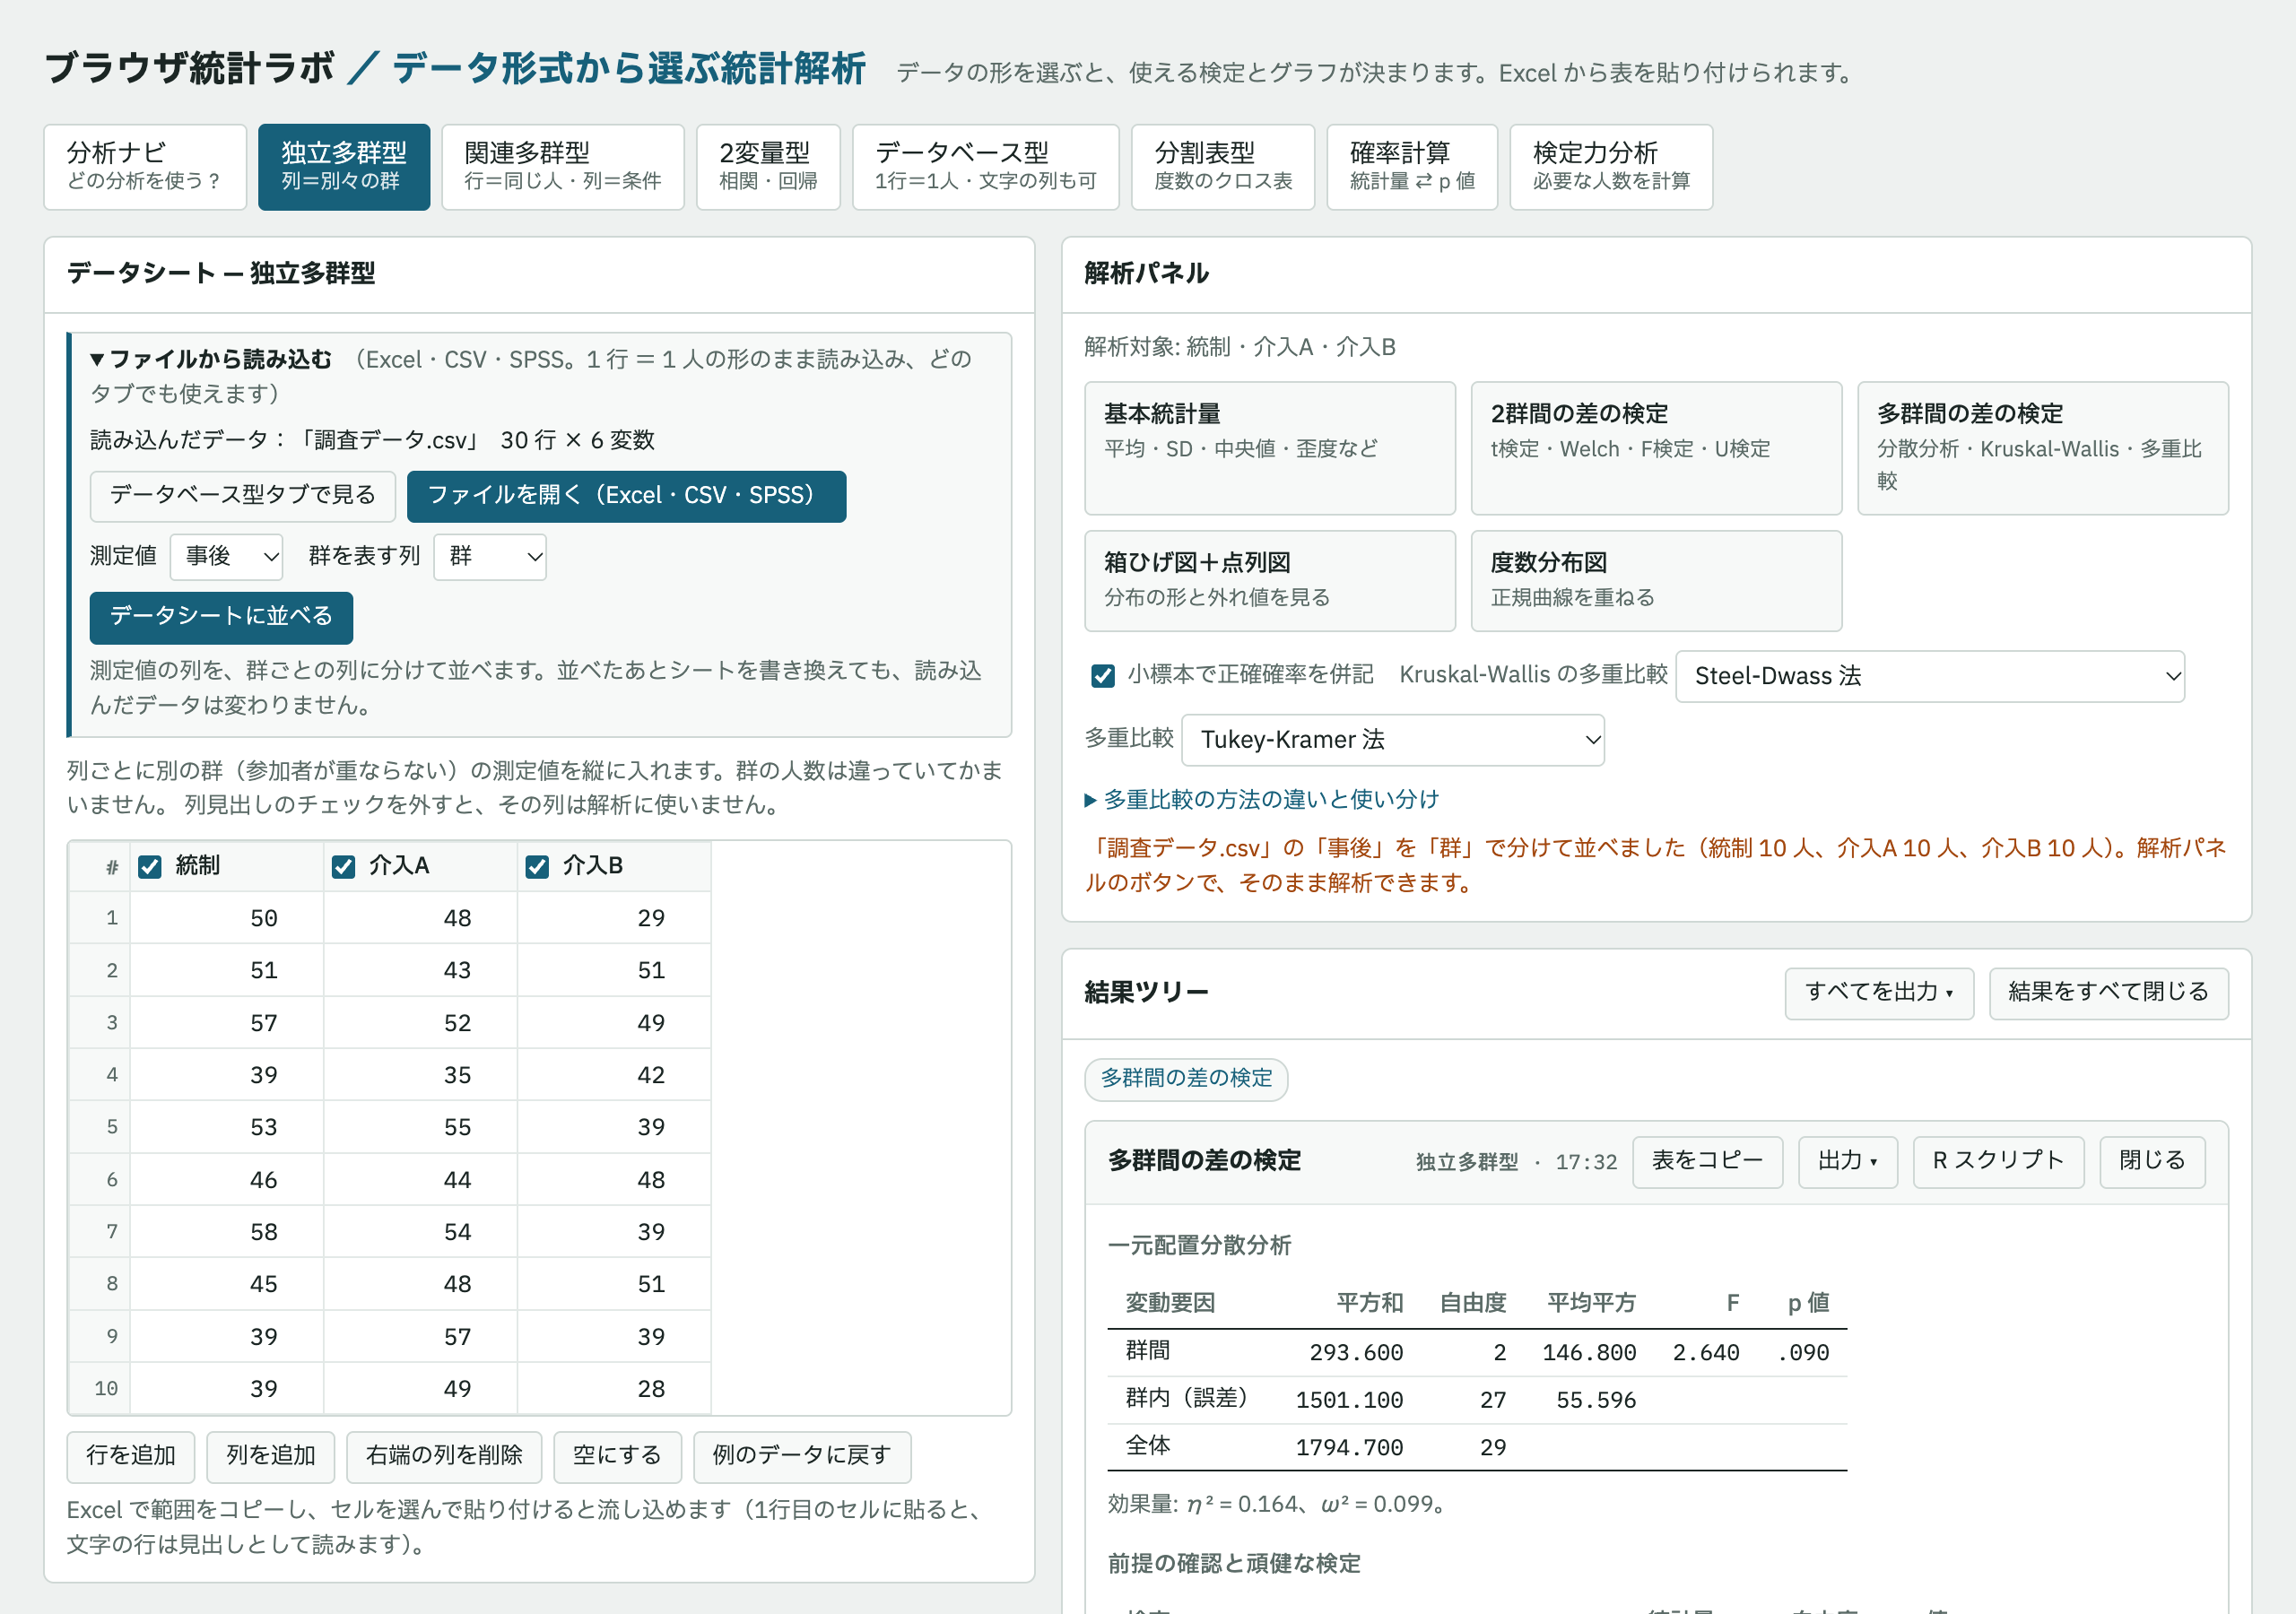 ブラウザ統計ラボ / データ形式から選ぶ統計解析 データの形を選ぶと、使える検定とグラフが決まります。Excel から表を貼り付けられます。
分析ナビ
どの分析を使う?
独立多群型
列=別々の群
関連多群型
行=同じ人・列=条件
2変量型
相関・回帰
データベース型
1行=1人・文字の列も可
分割表型
度数のクロス表
確率計算
統計量 ⇄ p 値
検定力分析
必要な人数を計算
データシート — 独立多群型
▼ファイルから読み込む (Excel・CSV・SPSS。1 行 = 1 人の形のまま読み込み、どの
タブでも使えます)
読み込んだデータ:「調査データ.csv」 30 行 × 6 変数
データベース型タブで見る ファイルを開く(Excel・CSV・SPSS)
測定値 事後 群を表す列 群
データシートに並べる
測定値の列を、群ごとの列に分けて並べます。並べたあとシートを書き換えても、読み込
んだデータは変わりません。
列ごとに別の群(参加者が重ならない)の測定値を縦に入れます。群の人数は違っていてかま
いません。 列見出しのチェックを外すと、その列は解析に使いません。
# 統制 介入A 介入B
1 50 48 29
2 51 43 51
3 57 52 49
4 39 35 42
5 53 55 39
6 46 44 48
7 58 54 39
8 45 48 51
9 39 57 39
10 39 49 28
行を追加 列を追加 右端の列を削除 空にする 例のデータに戻す
Excel で範囲をコピーし、セルを選んで貼り付けると流し込めます(1行目のセルに貼ると、
文字の行は見出しとして読みます)。
解析パネル
解析対象: 統制・介入A・介入B
基本統計量
平均・SD・中央値・歪度など
2群間の差の検定
t検定・Welch・F検定・U検定
多群間の差の検定
分散分析・Kruskal-Wallis・多重比
較
箱ひげ図+点列図
分布の形と外れ値を見る
度数分布図
正規曲線を重ねる
小標本で正確確率を併記 Kruskal-Wallis の多重比較 Steel-Dwass 法
多重比較 Tukey-Kramer 法
▶ 多重比較の方法の違いと使い分け
「調査データ.csv」の「事後」を「群」で分けて並べました(統制 10 人、介入A 10 人、介入B 10 人)。解析パネ
ルのボタンで、そのまま解析できます。
結果ツリー すべてを出力 ▾ 結果をすべて閉じる
多群間の差の検定
多群間の差の検定 独立多群型 · 17:32 表をコピー 出力 ▾ R スクリプト 閉じる
一元配置分散分析
変動要因 平方和 自由度 平均平方 F p 値
群間 293.600 2 146.800 2.640 .090
群内(誤差) 1501.100 27 55.596
全体 1794.700 29
効果量: η² = 0.164、ω² = 0.099。
前提の確認と頑健な検定